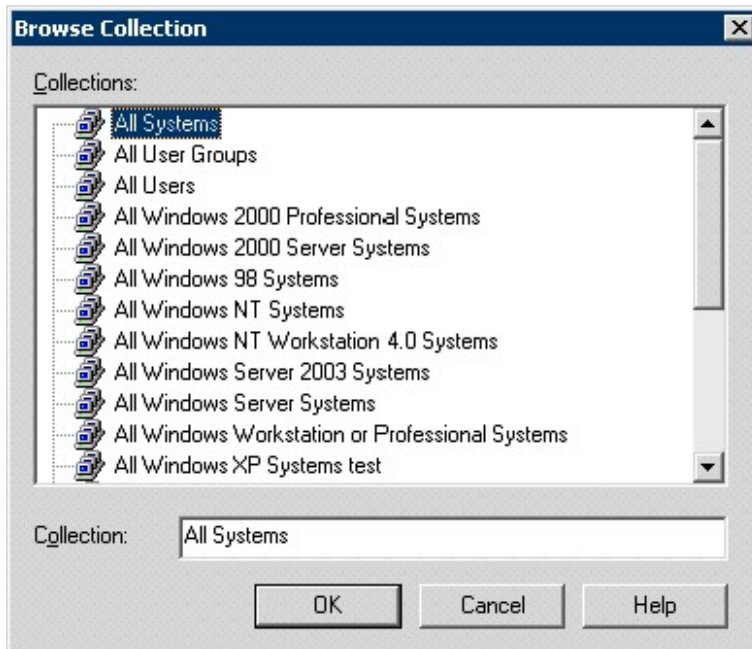 Browse Collection
Collections:
All Systems
All User Groups
All Users
All Windows 2000 Professional Systems
All Windows 2000 Server Systems
All Windows 98 Systems
All Windows NT Systems
All Windows NT Workstation 4.0 Systems
All Windows Server 2003 Systems
All Windows Server Systems
All Windows Workstation or Professional Systems
All Windows XP Systems test
Collection: All Systems
OK Cancel Help